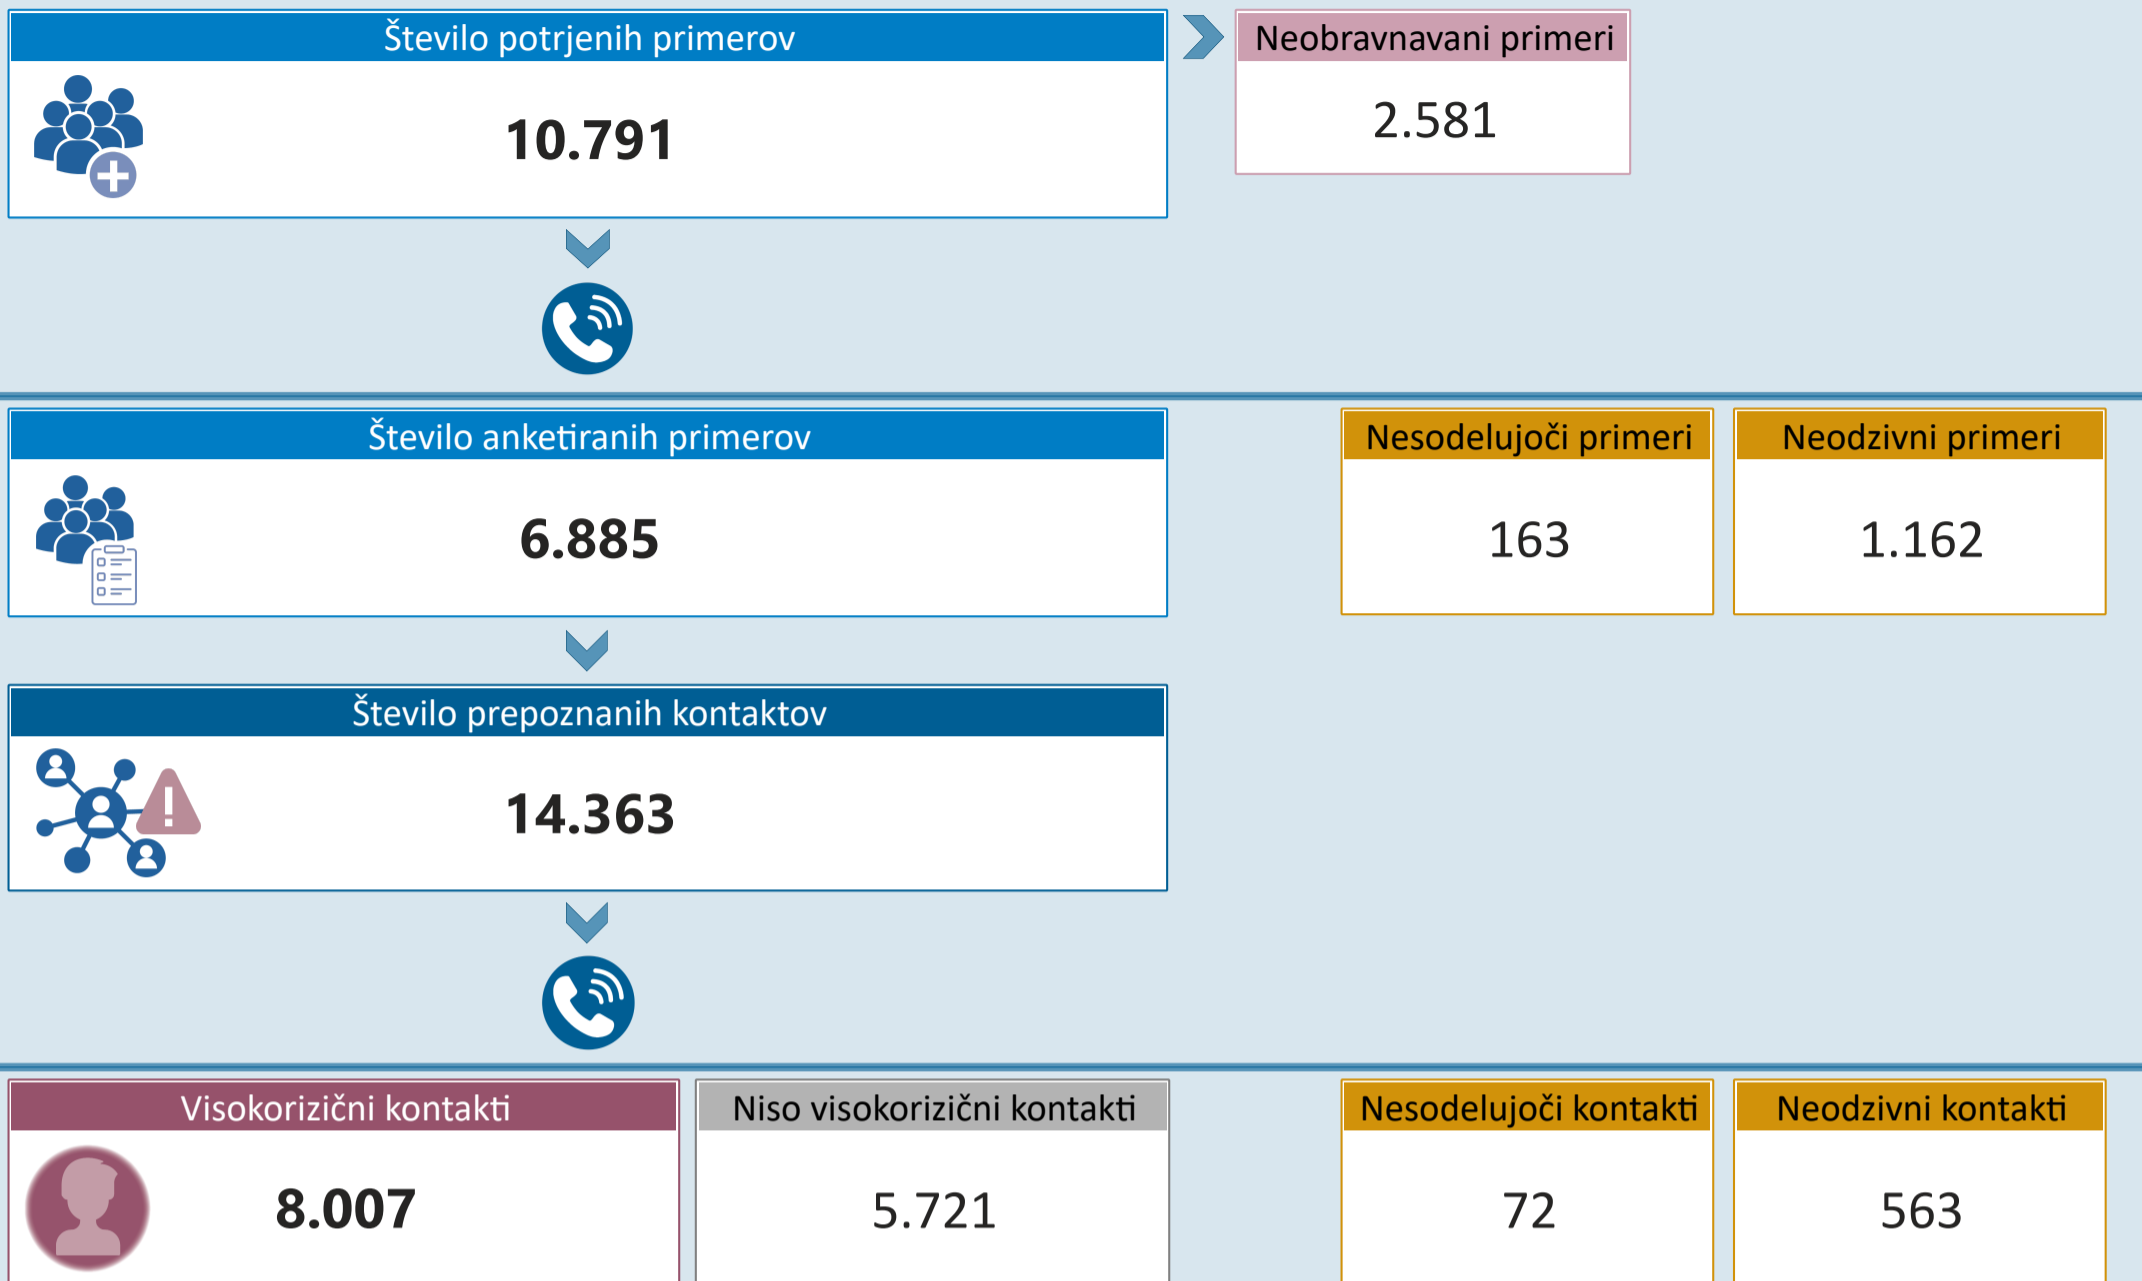 Število potrjenih primerov
10.791
Neobravnavani primeri
2.581
Število anketiranih primerov
6.885
Nesodelujoči primeri
163
Neodzivni primeri
1.162
Število prepoznanih kontaktov
14.363
Visokorizični kontakti
8.007
Niso visokorizični kontakti
5.721
Nesodelujoči kontakti
72
Neodzivni kontakti
563